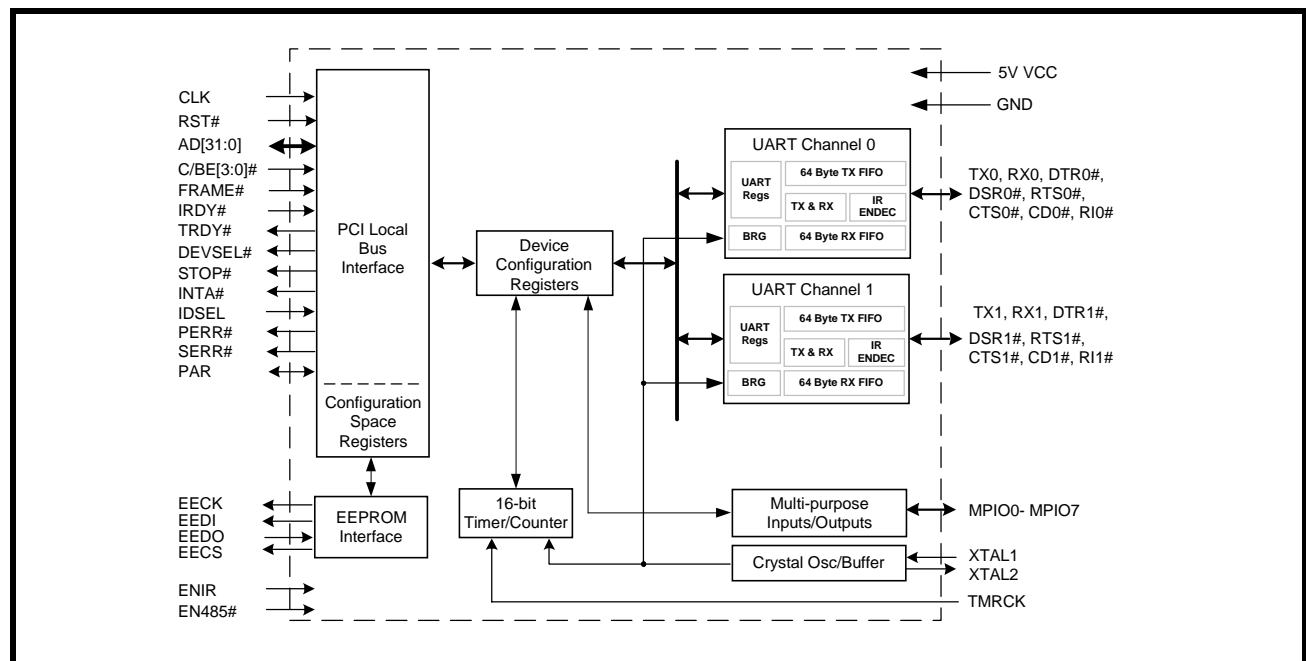 CLK
RST#
AD[31:0]
C/BE[3:0]#
FRAME#
IRDY#
TRDY#
DEVSEL#
STOP#
INTA#
IDSEL
PERR#
SERR#
PAR
EECK
EEDI
EEDO
EECS
ENIR
EN485#
PCI Local
Bus
Interface
Configuration
Space
Registers
EEPROM
Interface
Device
Configuration
Registers
16-bit
Timer/Counter
UART Channel 0
UART
Regs
64 Byte TX FIFO
TX & RX
IR
ENDEC
BRG
64 Byte RX FIFO
UART Channel 1
UART
Regs
64 Byte TX FIFO
TX & RX
IR
ENDEC
BRG
64 Byte RX FIFO
Multi-purpose
Inputs/Outputs
Crystal Osc/Buffer
5V VCC
GND
TX0, RX0, DTR0#,
DSR0#, RTS0#,
CTS0#, CD0#, RI0#
TX1, RX1, DTR1#,
DSR1#, RTS1#,
CTS1#, CD1#, RI1#
MPIO0- MPIO7
XTAL1
XTAL2
TMRCK